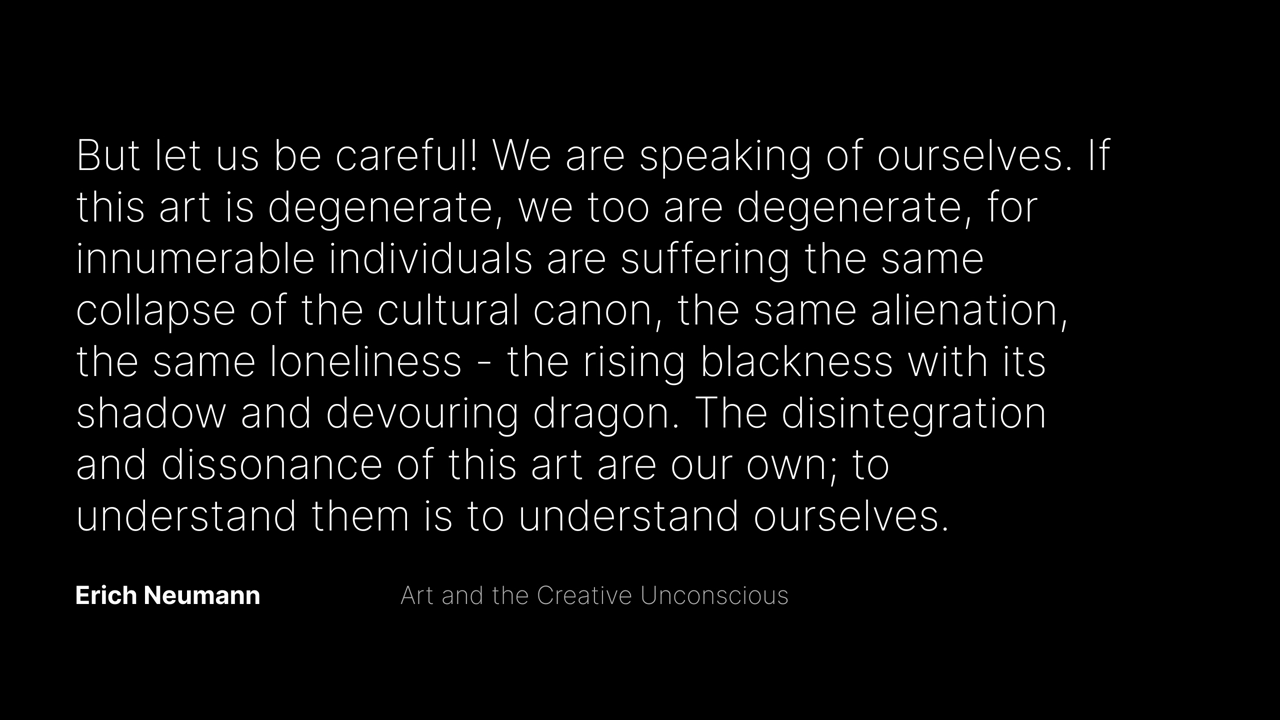 But let us be careful! We are speaking of ourselves. If
this art is degenerate, we too are degenerate, for
innumerable individuals are suffering the same
collapse of the cultural canon, the same alienation,
the same loneliness - the rising blackness with its
shadow and devouring dragon. The disintegration
and dissonance of this art are our own; to
understand them is to understand ourselves.
Erich Neumann Art and the Creative Unconscious